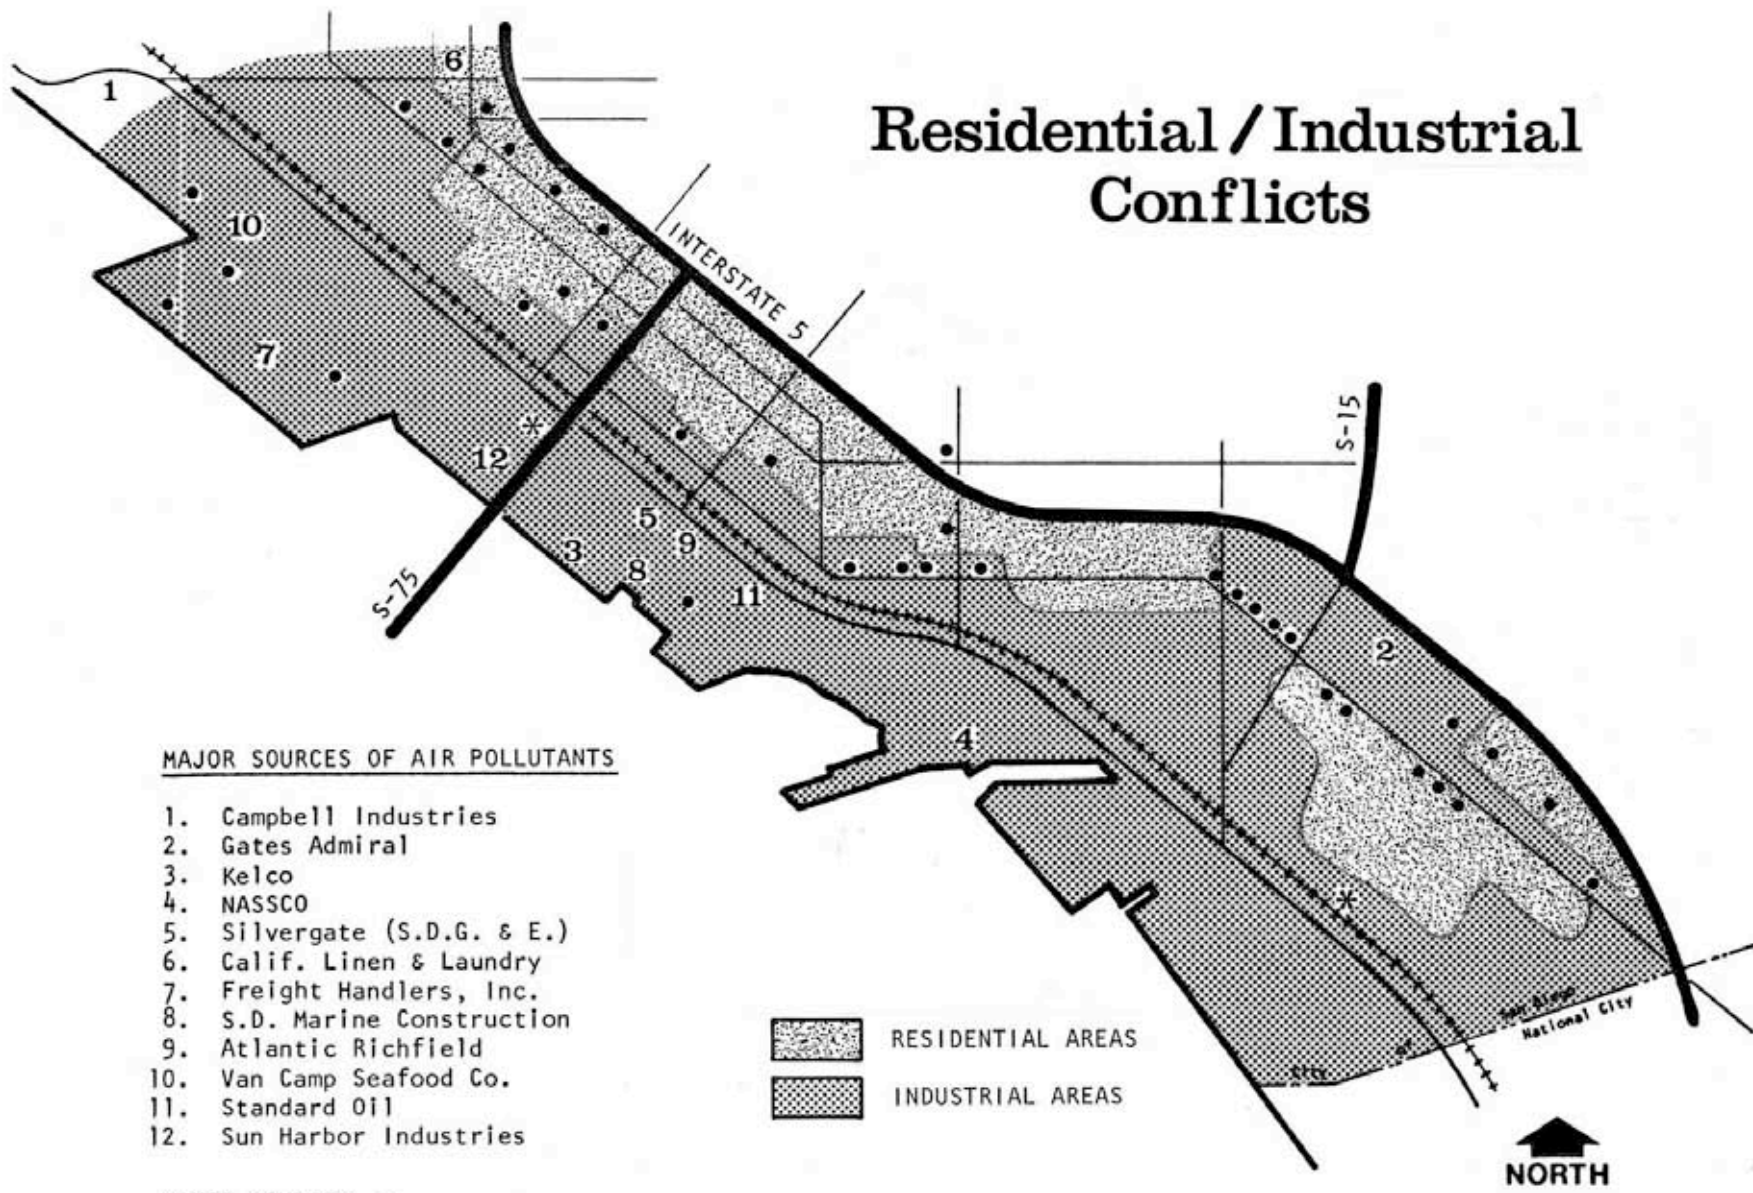 Residential / Industrial
Conflicts
6
1
10
INTERSTATE 5
7
S-15
*
12
5
9
3
8
11
S-75
2
4
*
MAJOR SOURCES OF AIR POLLUTANTS
1. Campbell Industries
2. Gates Admiral
3. Kelco
4. NASSCO
5. Silvergate (S.D.G. & E.)
6. Calif. Linen & Laundry
7. Freight Handlers, Inc.
8. S.D. Marine Construction
9. Atlantic Richfield
10. Van Camp Seafood Co.
11. Standard Oil
12. Sun Harbor Industries
RESIDENTIAL AREAS
INDUSTRIAL AREAS
City of San Diego
National City
NORTH